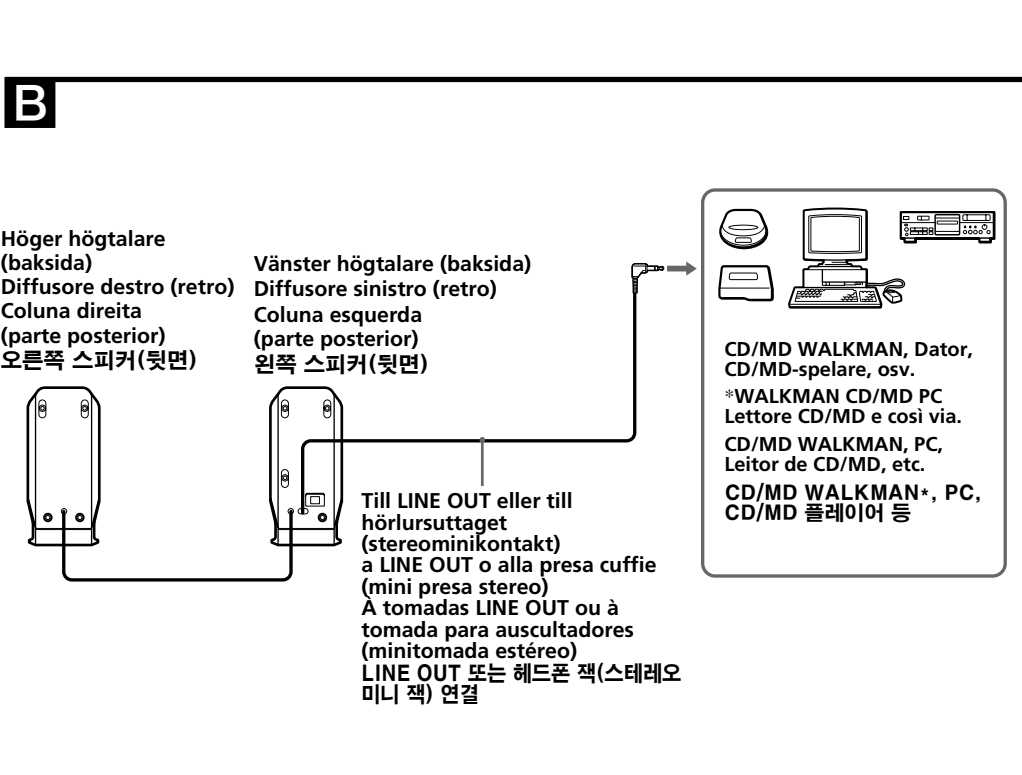 B
Höger högtalare
(baksida)
Diffusore destro (retro)
Coluna direita
(parte posterior)
오른쪽 스피커(뒷면)
Vänster högtalare (baksida)
Diffusore sinistro (retro)
Coluna esquerda
(parte posterior)
왼쪽 스피커(뒷면)
Till LINE OUT eller till
hörlursuttaget
(stereominikontakt)
a LINE OUT o alla presa cuffie
(mini presa stereo)
À tomadas LINE OUT ou à
tomada para auscultadores
(minitomada estéreo)
LINE OUT 또는 헤드폰 잭(스테레오
미니 잭) 연결
CD/MD WALKMAN, Dator,
CD/MD-spelare, osv.
*WALKMAN CD/MD PC
Lettore CD/MD e così via.
CD/MD WALKMAN, PC,
Leitor de CD/MD, etc.
CD/MD WALKMAN*, PC,
CD/MD 플레이어 등